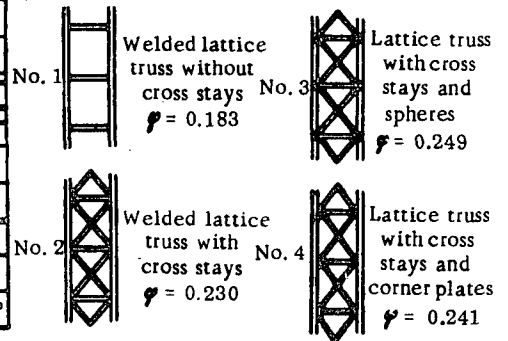 No. 1
Welded lattice
truss without
cross stays
φ = 0.183
No. 2
Welded lattice
truss with
cross stays
φ = 0.230
No. 3
Lattice truss
with cross
stays and
spheres
φ = 0.249
No. 4
Lattice truss
with cross
stays and
corner plates
φ = 0.241